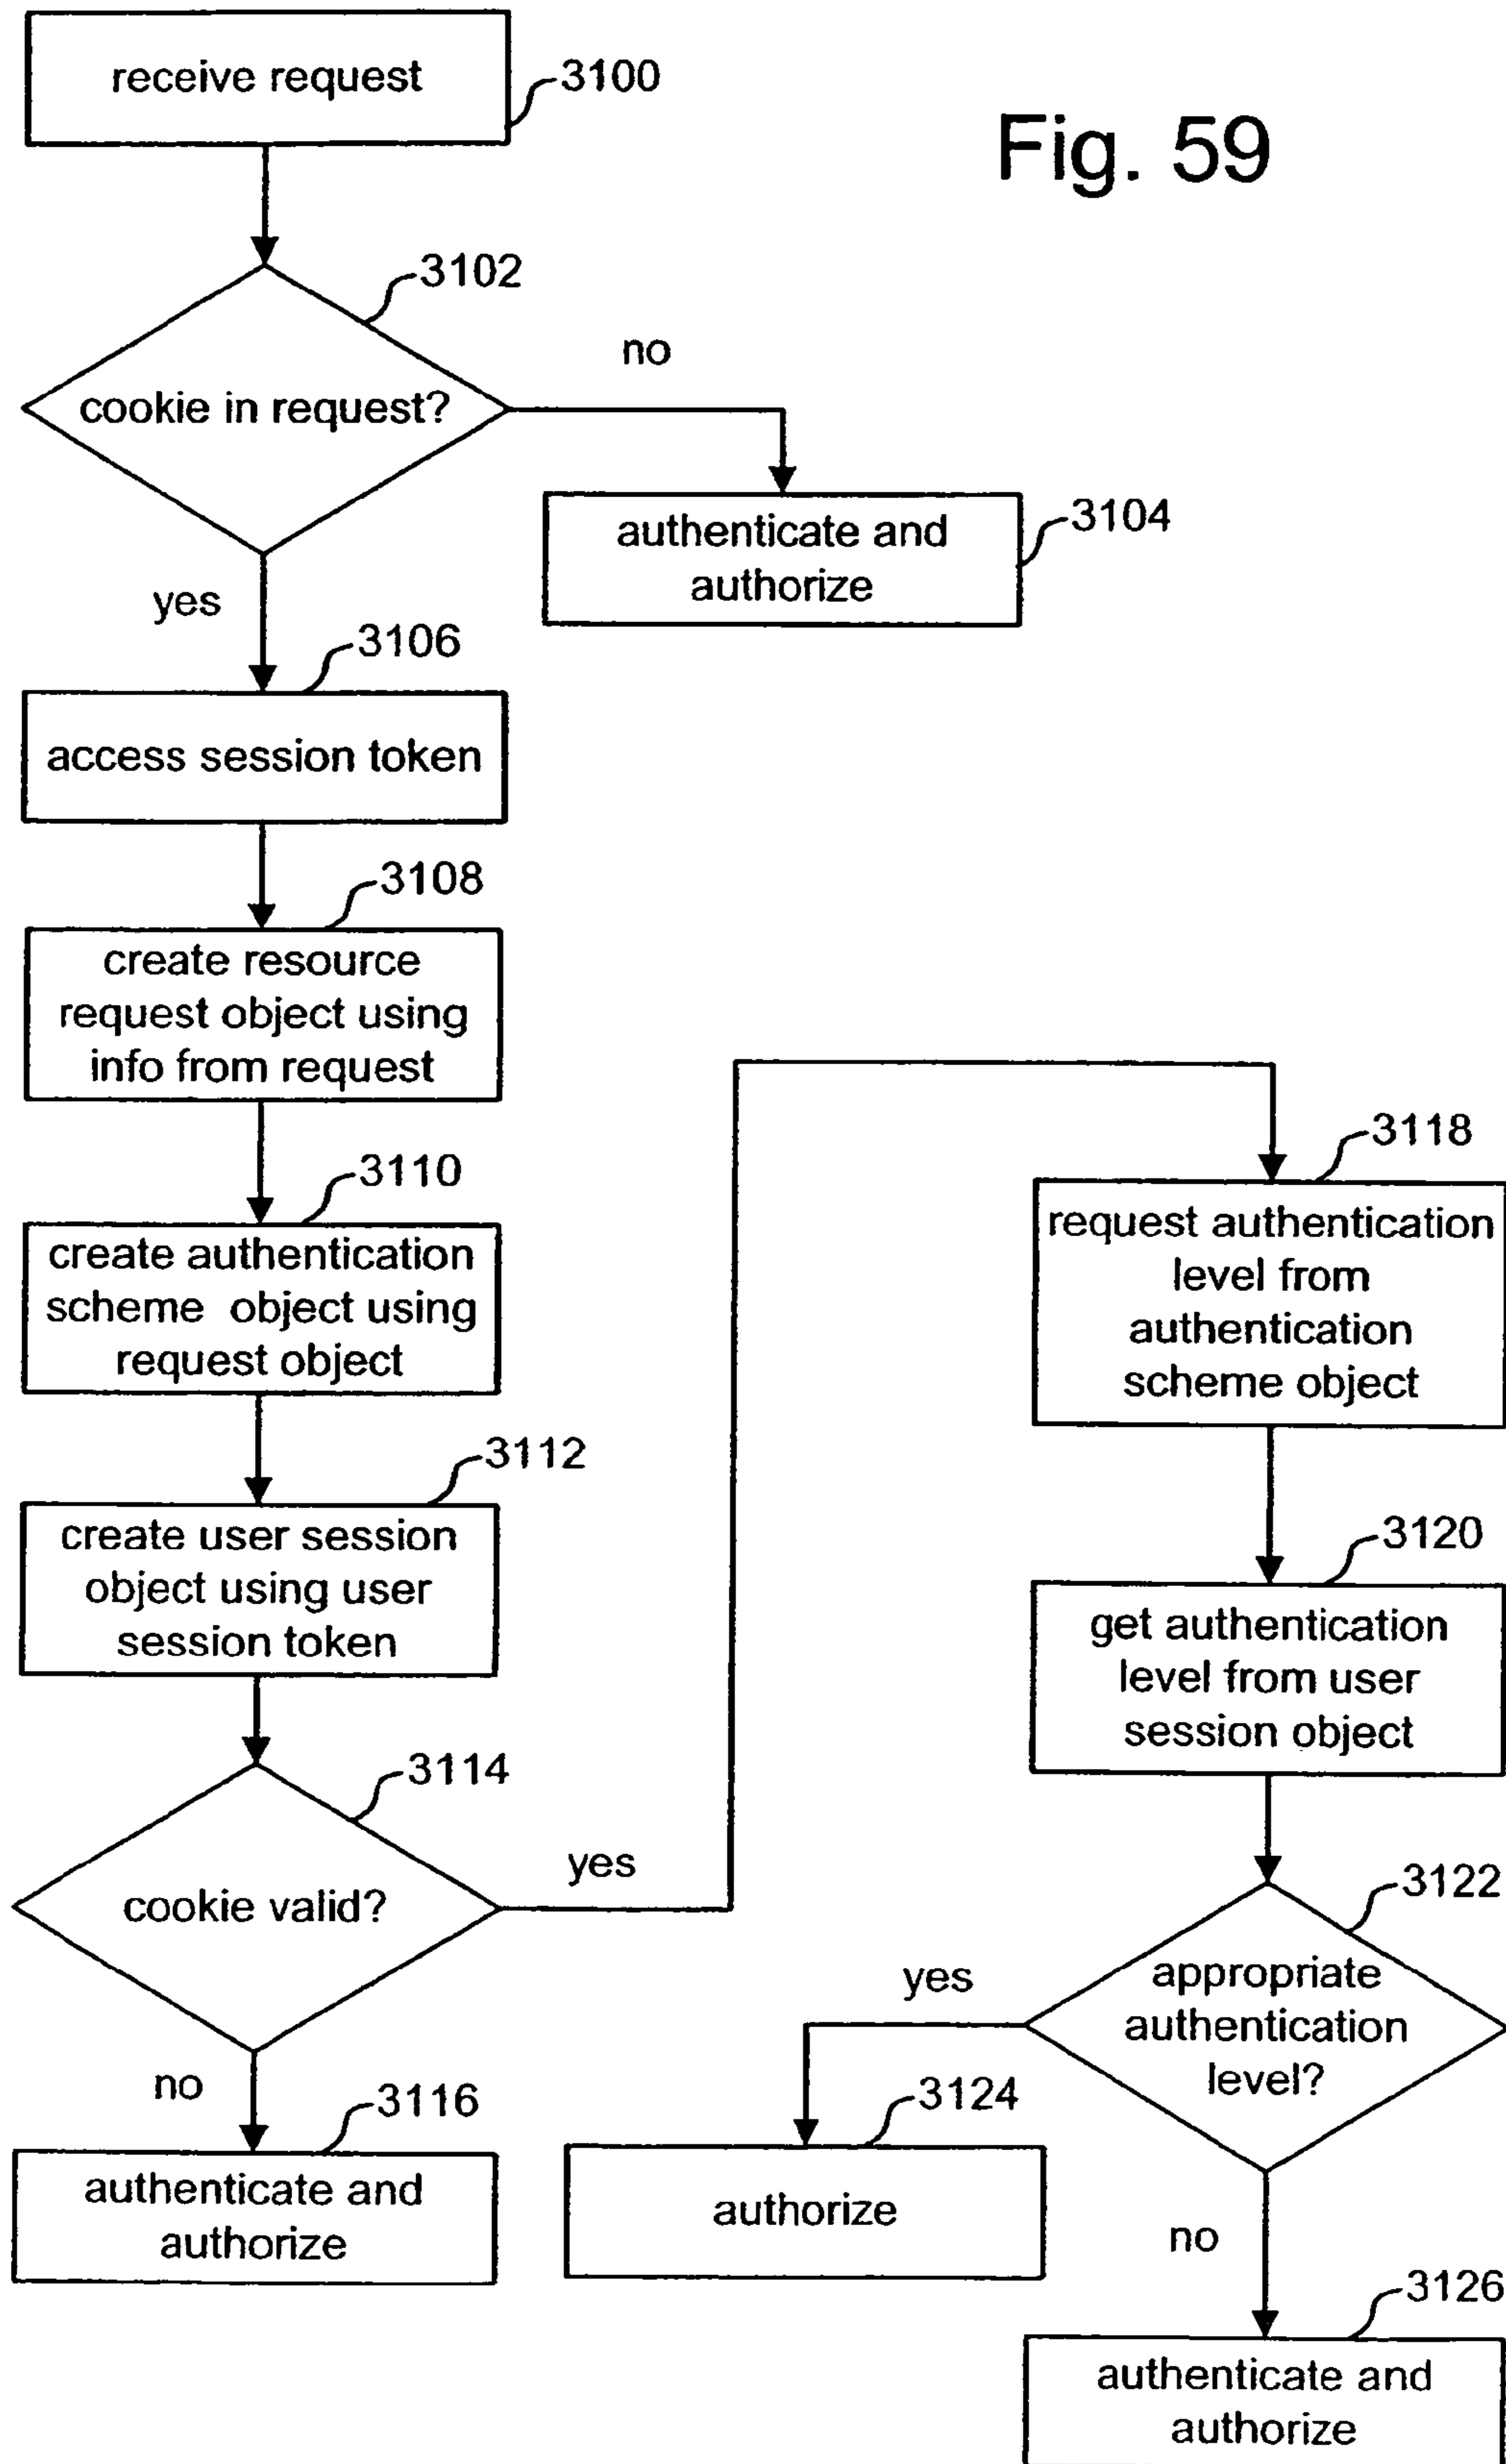 receive request
3100
Fig. 59
3102
cookie in request?
no
yes
authenticate and
authorize
3104
3106
access session token
3108
create resource
request object using
info from request
3110
create authentication
scheme object using
request object
3112
create user session
object using user
session token
3114
cookie valid?
yes
no
3116
authenticate and
authorize
3118
request authentication
level from
authentication
scheme object
3120
get authentication
level from user
session object
3122
appropriate
authentication
level?
yes
3124
authorize
no
3126
authenticate and
authorize